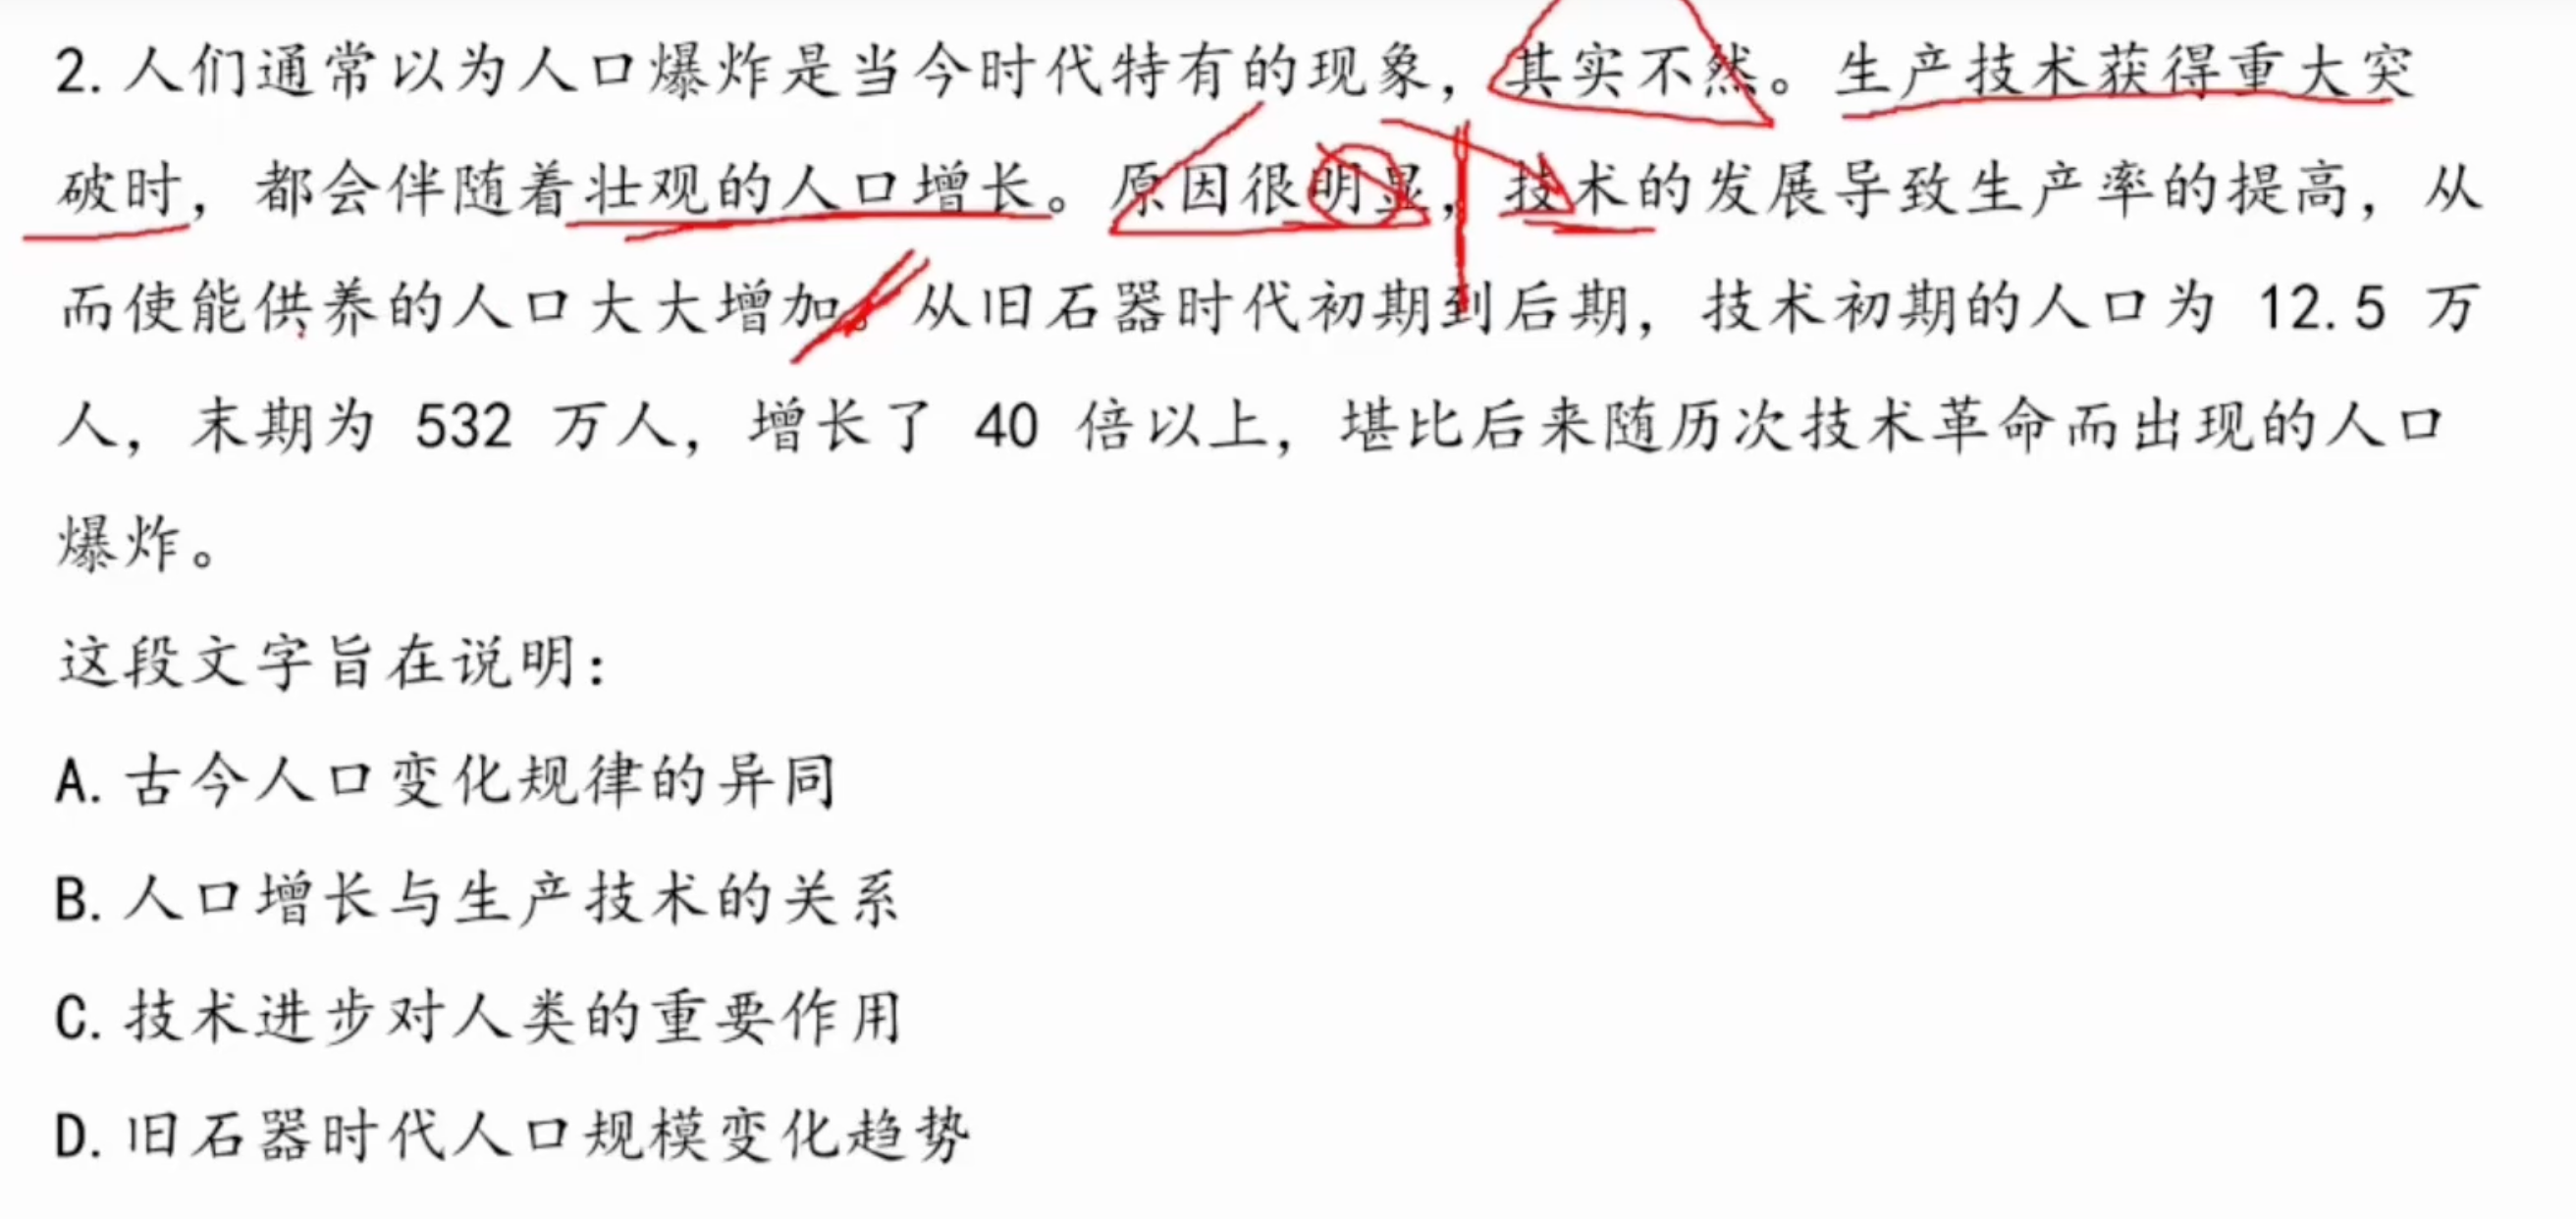 2. 人们通常以为人口爆炸是当今时代特有的现象，其实不然。生产技术获得重大突
破时，都会伴随着壮观的人口增长。原因很明显，技术的发展导致生产率的提高，从
而使能供养的人口大大增加。从旧石器时代初期到后期，技术初期的人口为 12.5 万
人，末期为 532 万人，增长了 40 倍以上，堪比后来随历次技术革命而出现的人口
爆炸。
这段文字旨在说明：
A. 古今人口变化规律的异同
B. 人口增长与生产技术的关系
C. 技术进步对人类的重要作用
D. 旧石器时代人口规模变化趋势